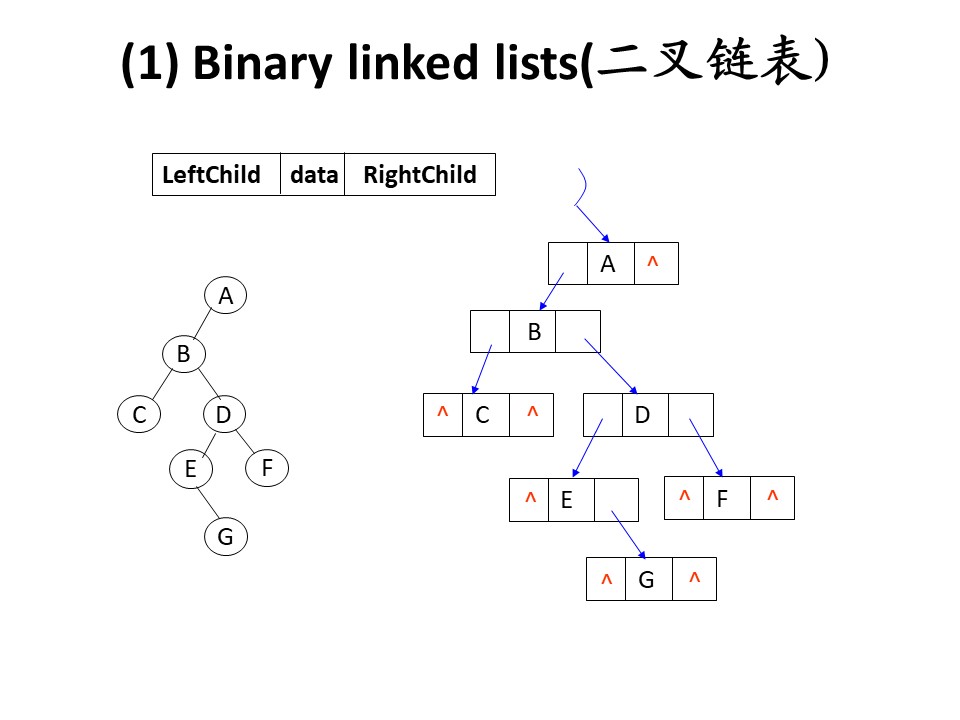 (1) Binary linked lists(二叉链表)
LeftChild data RightChild
A ^
A
B
B
C D
^ C ^ D
E F
^ E ^ F ^
G
^ G ^